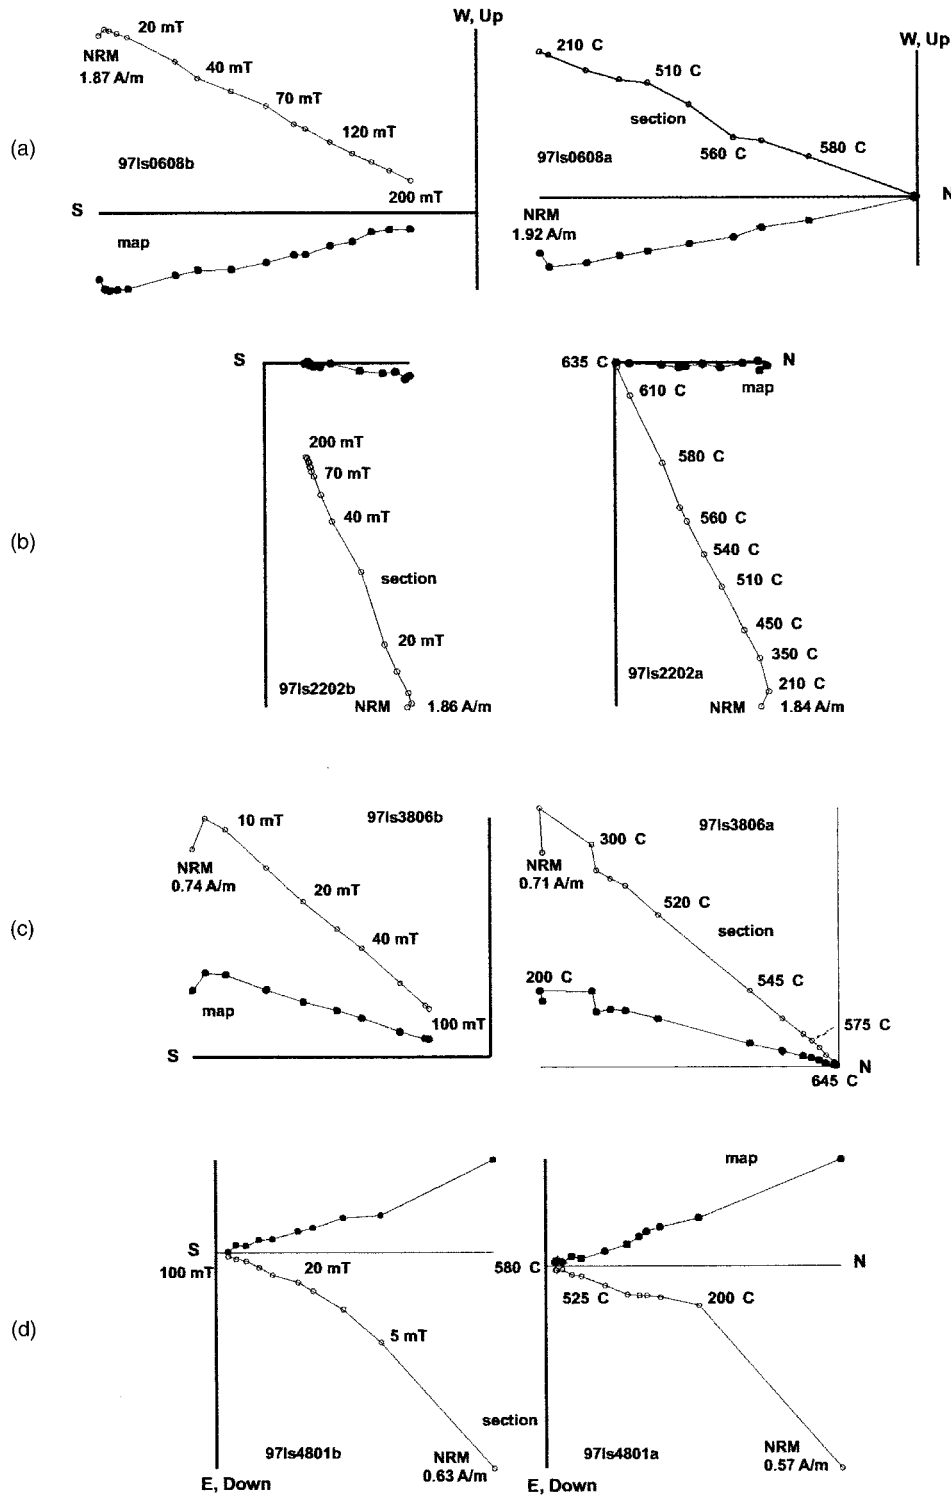 (a)
W, Up
20 mT
NRM
1.87 A/m
40 mT
70 mT
120 mT
97ls0608b
200 mT
S
map
W, Up
210 C
510 C
section
560 C
580 C
97ls0608a
N
NRM
1.92 A/m
(b)
S
200 mT
70 mT
40 mT
section
20 mT
97ls2202b
NRM
1.86 A/m
635 C
N
map
610 C
580 C
560 C
540 C
510 C
450 C
350 C
97ls2202a
210 C
NRM
1.84 A/m
(c)
10 mT
97ls3806b
NRM
0.74 A/m
20 mT
40 mT
map
100 mT
S
97ls3806a
300 C
NRM
0.71 A/m
520 C
section
200 C
545 C
575 C
N
645 C
(d)
S
100 mT
20 mT
5 mT
section
97ls4801b
NRM
0.63 A/m
E, Down
map
N
580 C
525 C
200 C
97ls4801a
NRM
0.57 A/m
E, Down